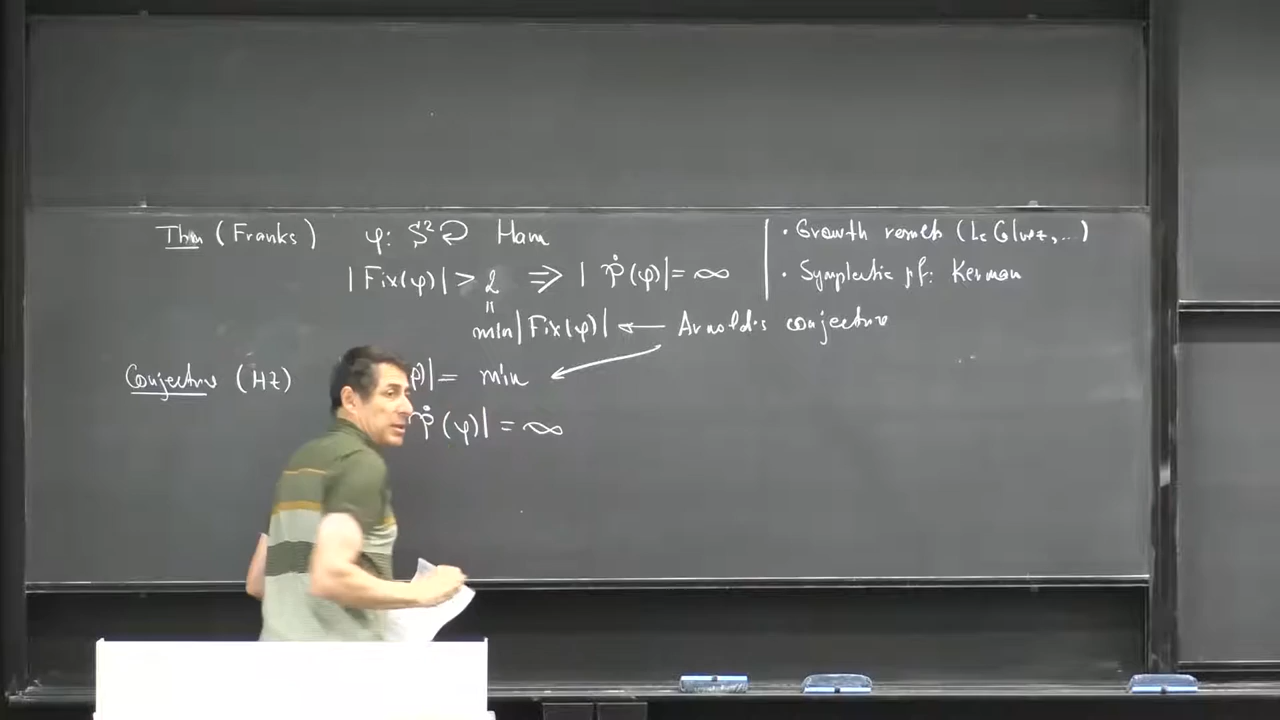 Thm (Franks) φ: S² ↻ Ham
|Fix(φ)| > 2 ⇒ |𝒫̇(φ)| = ∞
=
min|Fix(φ)| ← Arnold's conjecture
· Growth results (Le Calvez, ...)
· Symplectic pf: Kerman
Conjecture (HZ) φ)| = min
𝒫̇(φ)| = ∞